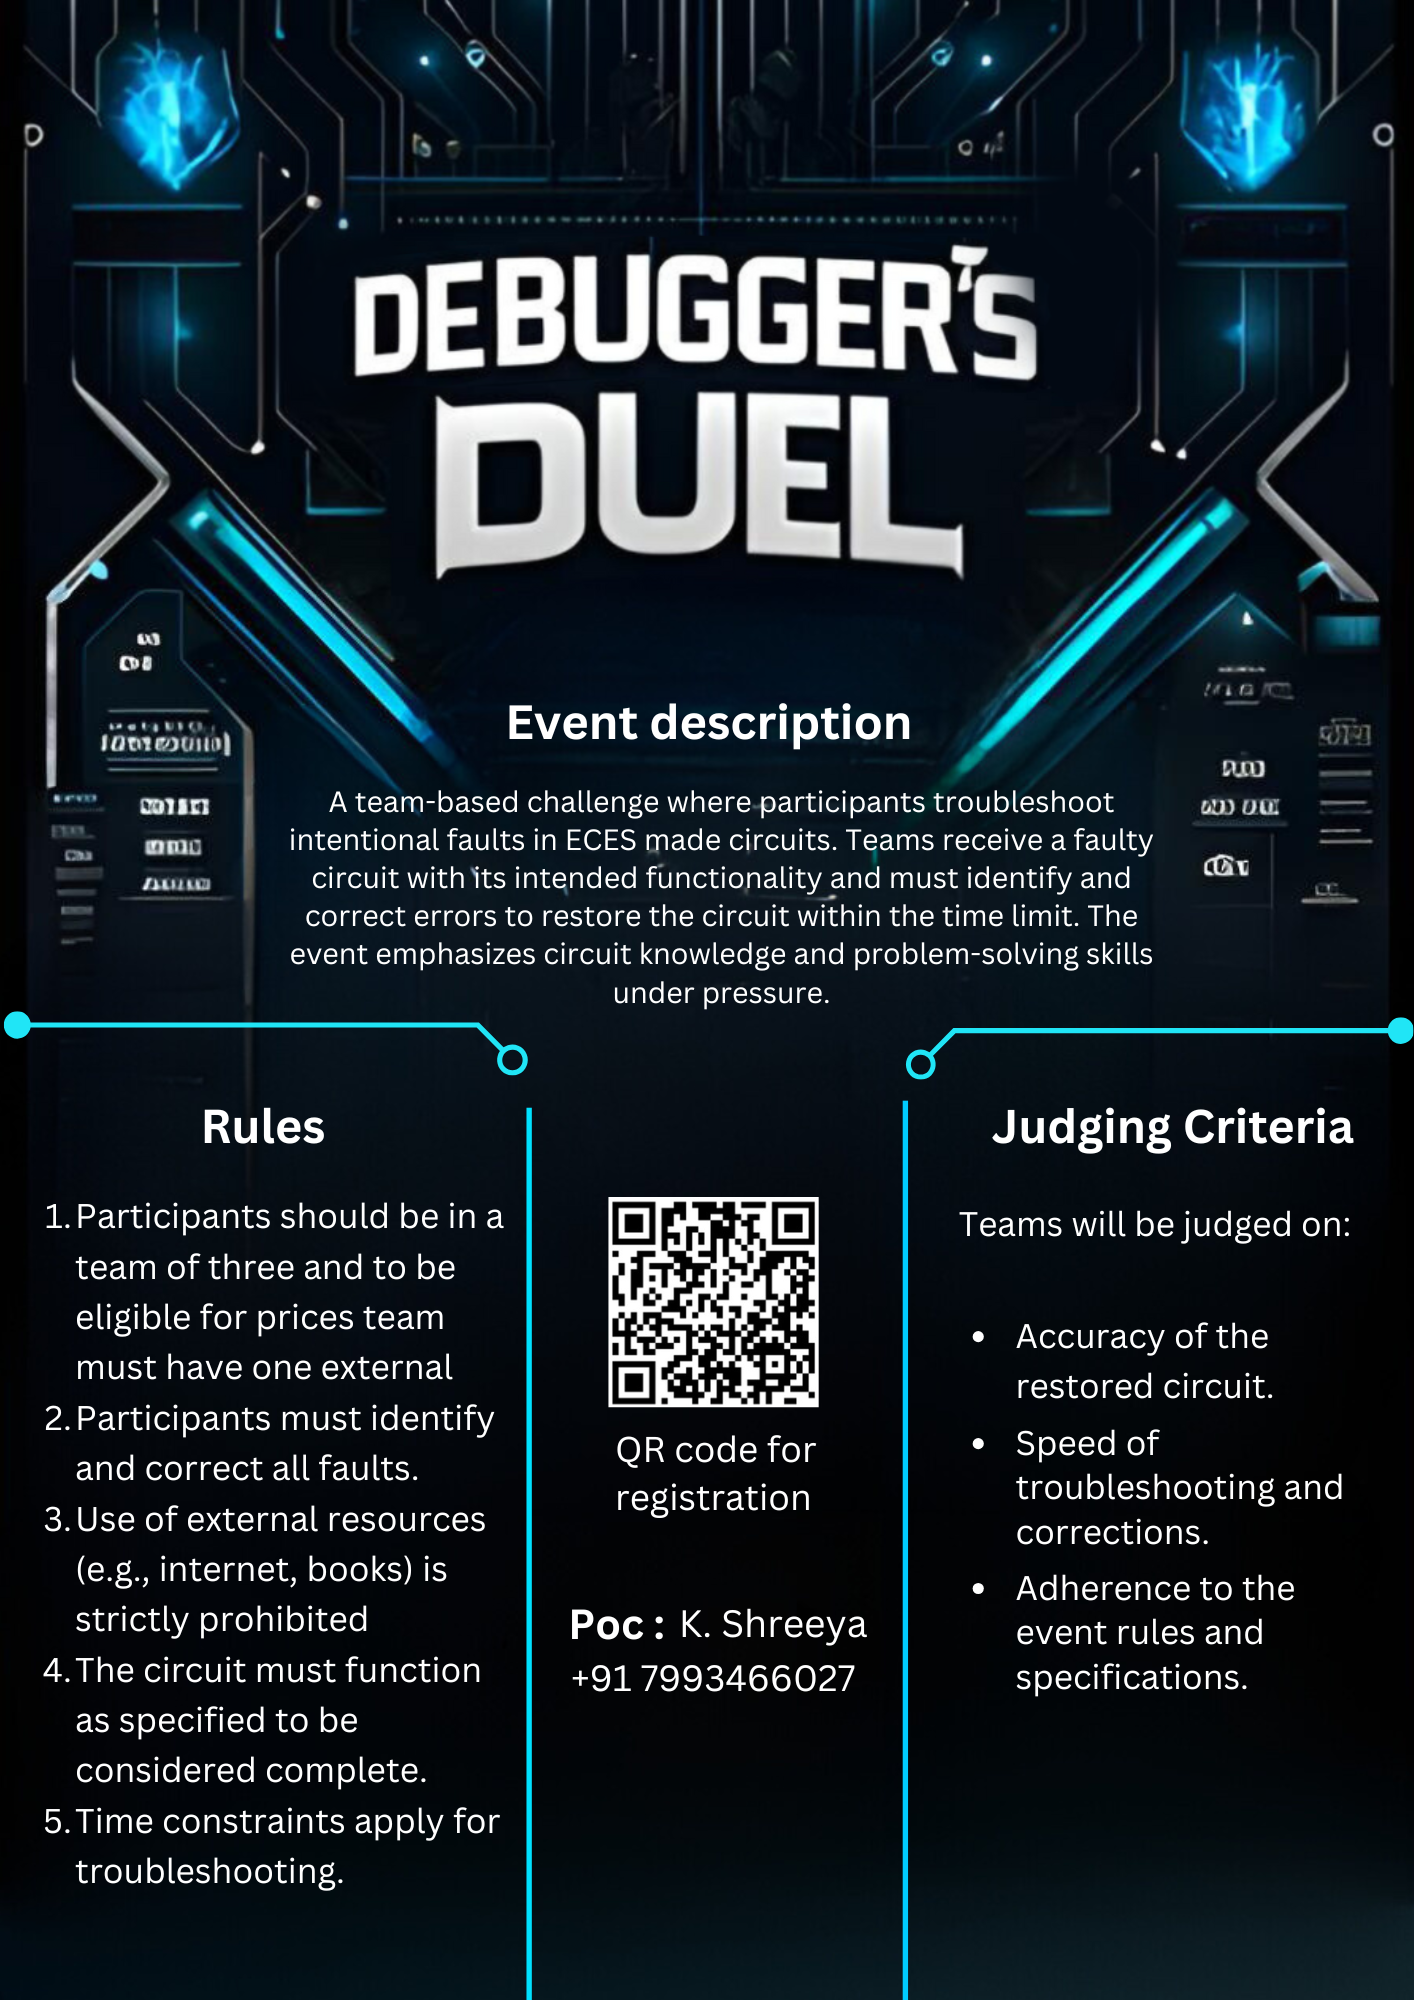 DEBUGGER'S
DUEL
Event description
A team-based challenge where participants troubleshoot
intentional faults in ECES made circuits. Teams receive a faulty
circuit with its intended functionality and must identify and
correct errors to restore the circuit within the time limit. The
event emphasizes circuit knowledge and problem-solving skills
under pressure.
Rules
1. Participants should be in a
team of three and to be
eligible for prices team
must have one external
2. Participants must identify
and correct all faults.
3. Use of external resources
(e.g., internet, books) is
strictly prohibited
4. The circuit must function
as specified to be
considered complete.
5. Time constraints apply for
troubleshooting.
QR code for
registration
Poc : K. Shreeya
+91 7993466027
Judging Criteria
Teams will be judged on:
• Accuracy of the
restored circuit.
• Speed of
troubleshooting and
corrections.
• Adherence to the
event rules and
specifications.